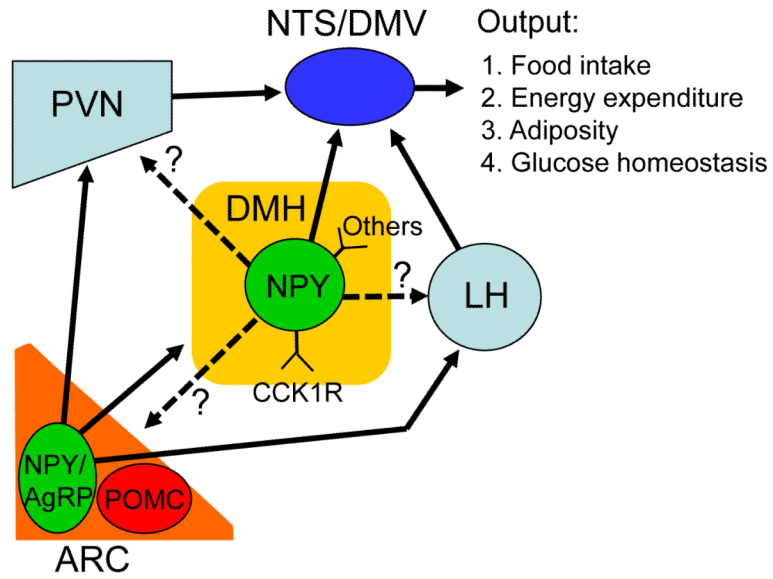 NTS/DMV
Output:
1. Food intake
2. Energy expenditure
3. Adiposity
4. Glucose homeostasis
PVN
?
DMH
Others
NPY
?
LH
CCK1R
?
NPY/
AgRP
POMC
ARC